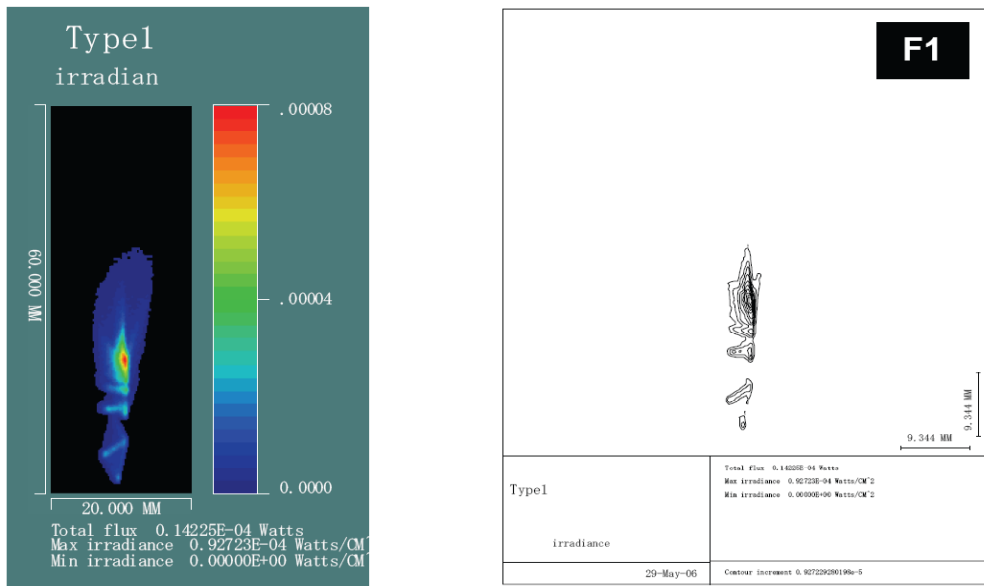 Type1
irradian
.00008
.00004
0.0000
60.000 MM
20.000 MM
Total flux 0.14225E-04 Watts
Max irradiance 0.92723E-04 Watts/CM^
Min irradiance 0.00000E+00 Watts/CM^
F1
9.344 MM
9.344 MM
Type1
irradiance
29-May-06
Total flux 0.14225E-04 Watts
Max irradiance 0.92723E-04 Watts/CM^2
Min irradiance 0.00000E+00 Watts/CM^2
Contour increment 0.927229280198e-5